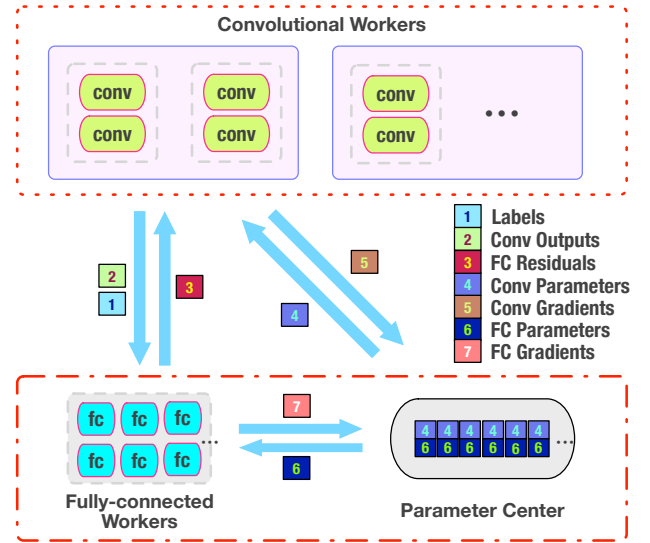 Convolutional Workers
conv
conv
conv
conv
conv
conv
...
1 Labels
2 Conv Outputs
3 FC Residuals
4 Conv Parameters
5 Conv Gradients
6 FC Parameters
7 FC Gradients
2
1
3
5
4
fc fc fc
fc fc fc
...
7
6
4 4 4 4 4 4
6 6 6 6 6 6
...
Fully-connected
Workers
Parameter Center